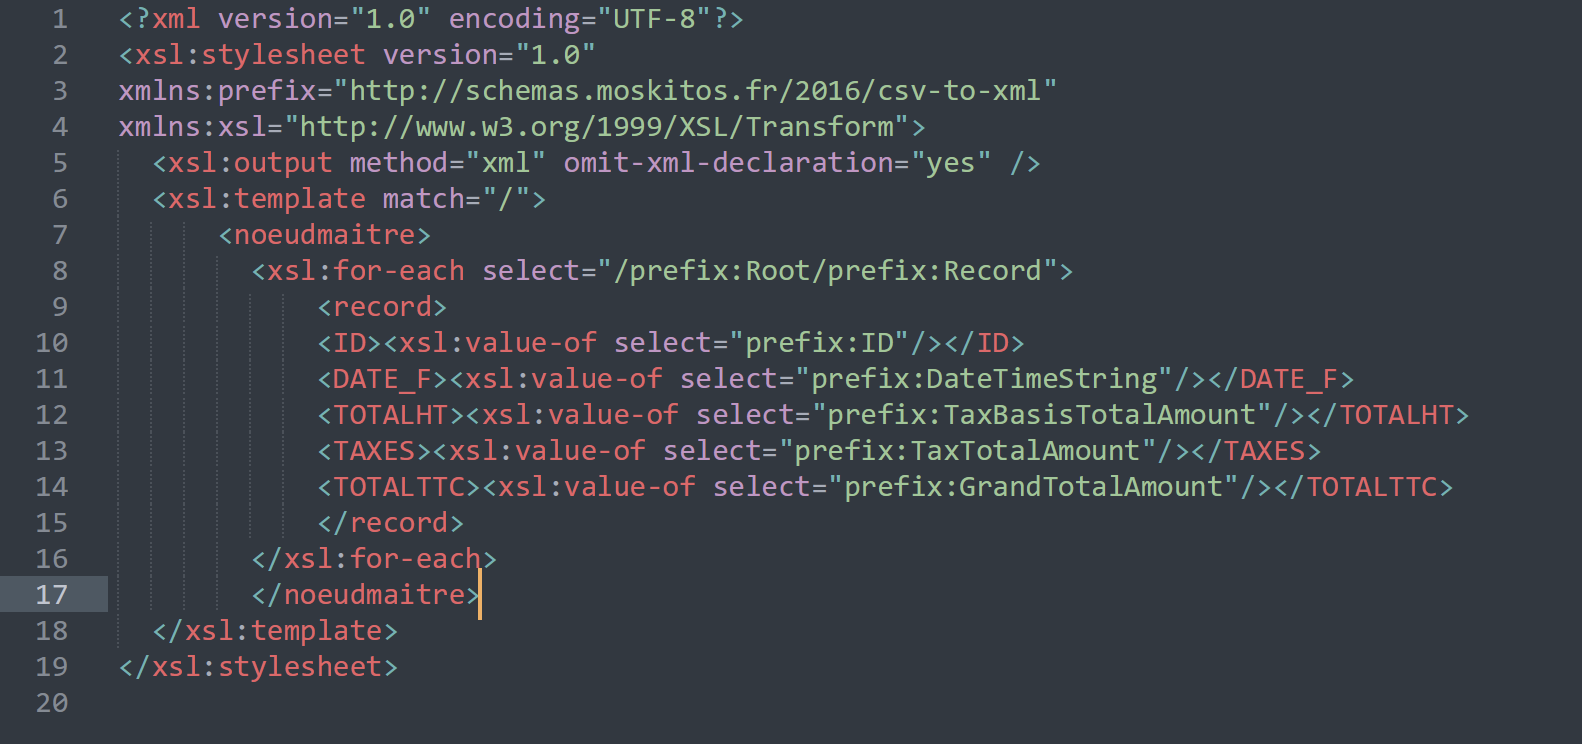 1 <?xml version="1.0" encoding="UTF-8"?>
2 <xsl:stylesheet version="1.0"
3 xmlns:prefix="http://schemas.moskitos.fr/2016/csv-to-xml"
4 xmlns:xsl="http://www.w3.org/1999/XSL/Transform">
5   <xsl:output method="xml" omit-xml-declaration="yes" />
6   <xsl:template match="/">
7       <noeudmaitre>
8         <xsl:for-each select="/prefix:Root/prefix:Record">
9             <record>
10             <ID><xsl:value-of select="prefix:ID"/></ID>
11             <DATE_F><xsl:value-of select="prefix:DateTimeString"/></DATE_F>
12             <TOTALHT><xsl:value-of select="prefix:TaxBasisTotalAmount"/></TOTALHT>
13             <TAXES><xsl:value-of select="prefix:TaxTotalAmount"/></TAXES>
14             <TOTALTTC><xsl:value-of select="prefix:GrandTotalAmount"/></TOTALTTC>
15             </record>
16         </xsl:for-each>
17         </noeudmaitre>
18   </xsl:template>
19 </xsl:stylesheet>
20